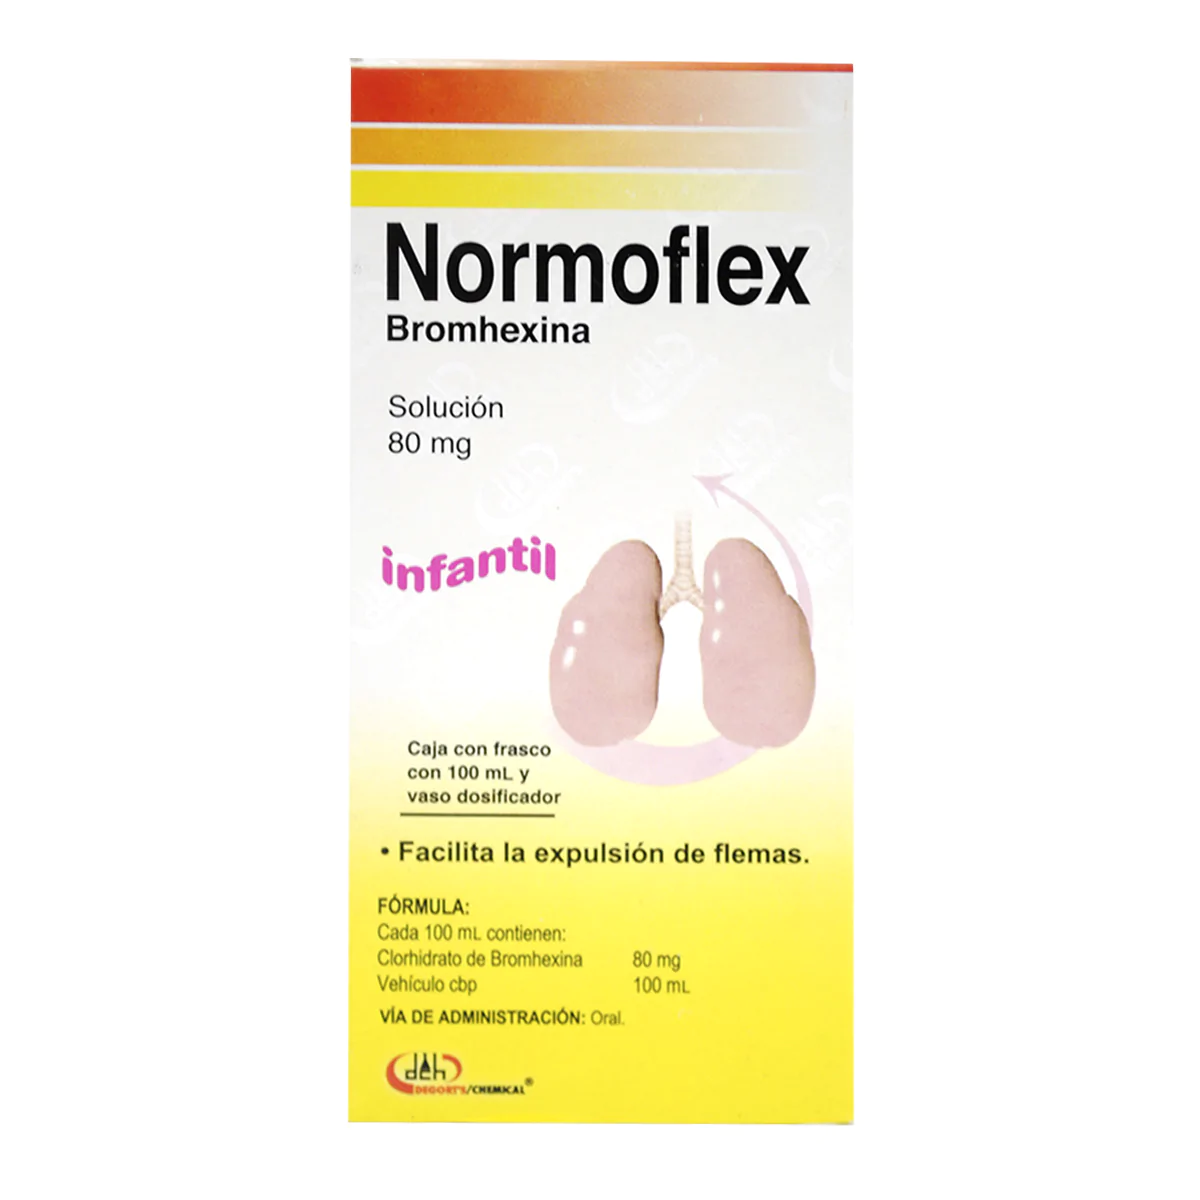 Normoflex
Bromhexina
Solución
80 mg
infantil
Caja con frasco
con 100 mL y
vaso dosificador
• Facilita la expulsión de flemas.
FÓRMULA:
Cada 100 mL contienen:
Clorhidrato de Bromhexina 80 mg
Vehículo cbp 100 mL
VÍA DE ADMINISTRACIÓN: Oral.
dch
DEGORT'S/CHEMICAL®